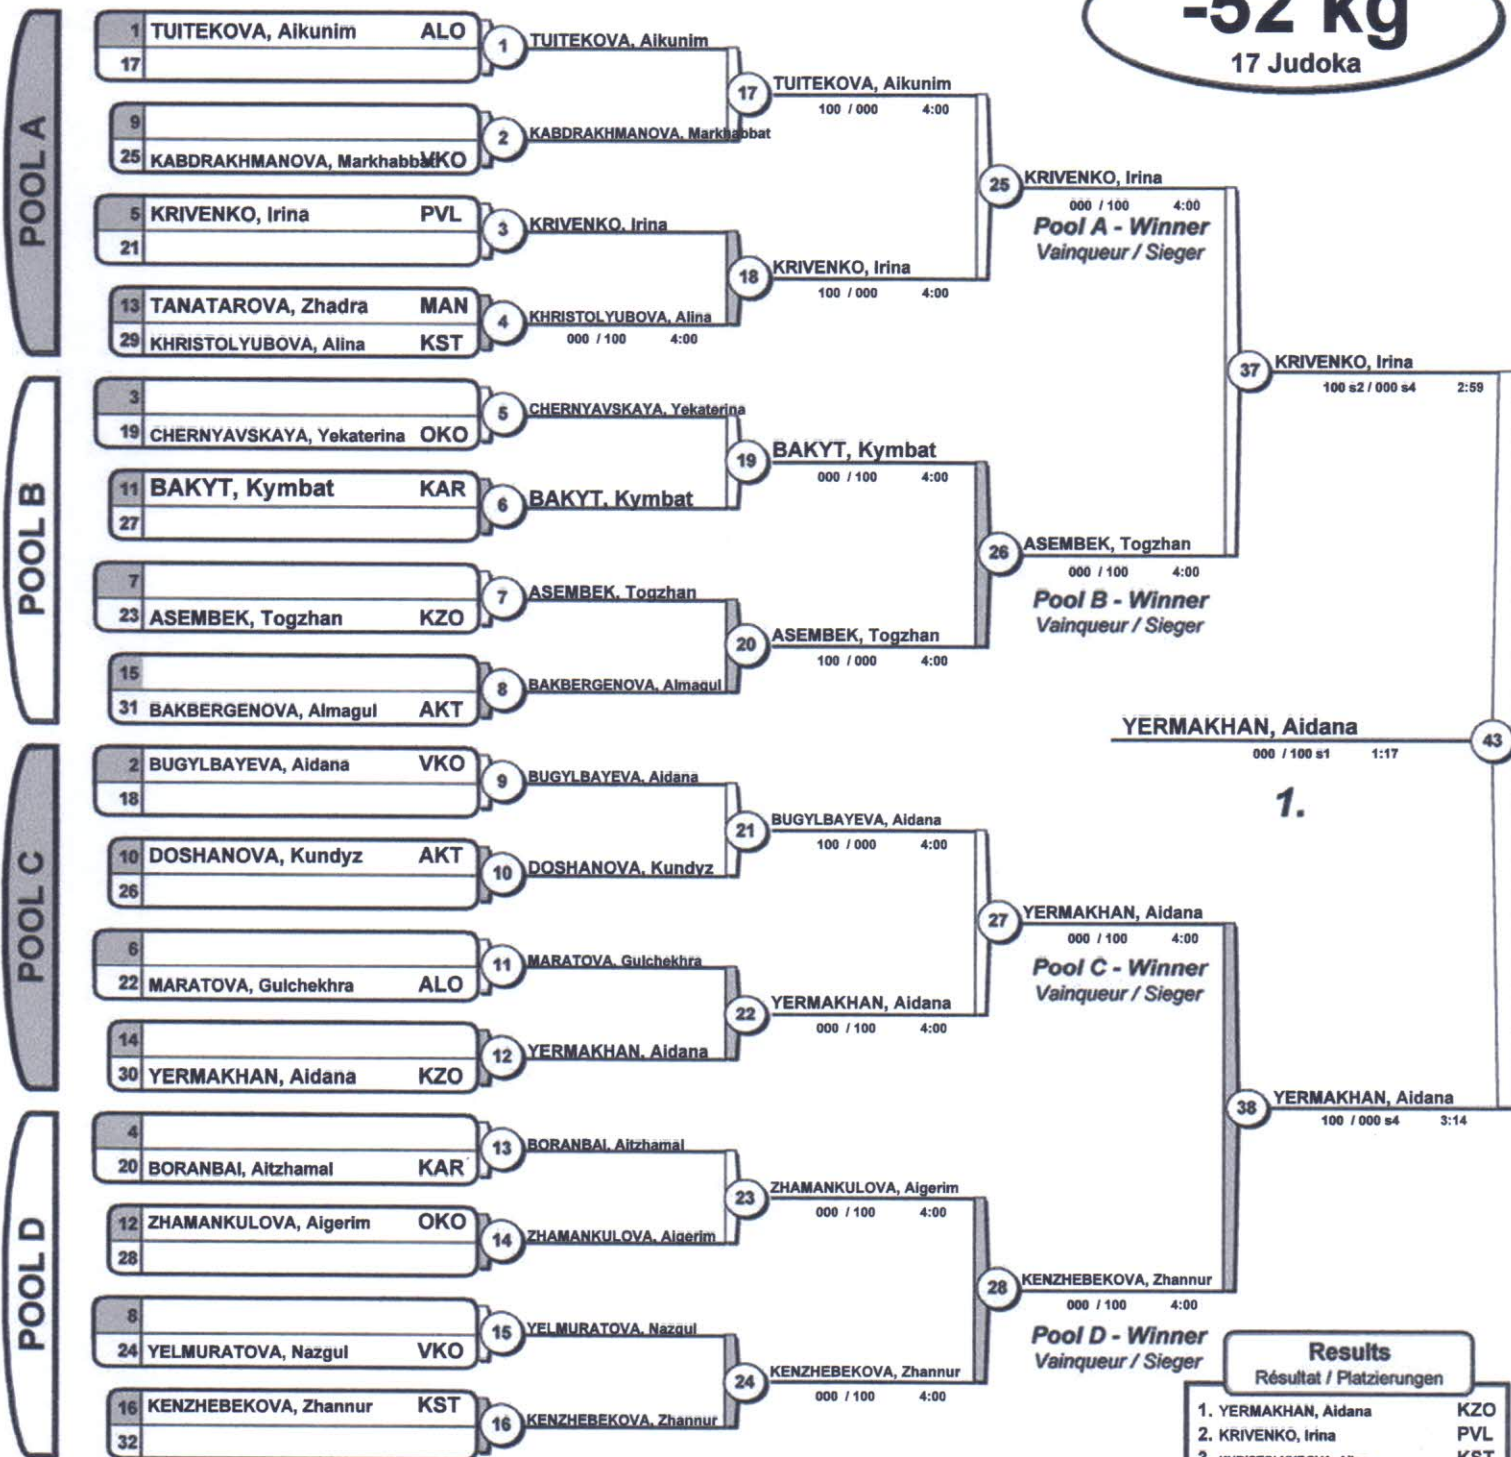 -52 kg
17 Judoka
POOL A
1 TUITEKOVA, Aikunim ALO
17
9
25 KABDRAKHMANOVA, Markhabbat VKO
5 KRIVENKO, Irina PVL
21
13 TANATAROVA, Zhadra MAN
29 KHRISTOLYUBOVA, Alina KST
POOL B
3
19 CHERNYAVSKAYA, Yekaterina OKO
11 BAKYT, Kymbat KAR
27
7
23 ASEMBEK, Togzhan KZO
15
31 BAKBERGENOVA, Almagul AKT
POOL C
2 BUGYLBAYEVA, Aidana VKO
18
10 DOSHANOVA, Kundyz AKT
26
6
22 MARATOVA, Gulchekhra ALO
14
30 YERMAKHAN, Aidana KZO
POOL D
4
20 BORANBAI, Aitzhamal KAR
12 ZHAMANKULOVA, Aigerim OKO
28
8
24 YELMURATOVA, Nazgul VKO
16 KENZHEBEKOVA, Zhannur KST
32
1 TUITEKOVA, Aikunim
2 KABDRAKHMANOVA, Markhabbat
3 KRIVENKO, Irina
4 KHRISTOLYUBOVA, Alina
000 / 100 4:00
5 CHERNYAVSKAYA, Yekaterina
6 BAKYT, Kymbat
7 ASEMBEK, Togzhan
8 BAKBERGENOVA, Almagul
9 BUGYLBAYEVA, Aidana
10 DOSHANOVA, Kundyz
11 MARATOVA, Gulchekhra
12 YERMAKHAN, Aidana
13 BORANBAI, Aitzhamal
14 ZHAMANKULOVA, Aigerim
15 YELMURATOVA, Nazgul
16 KENZHEBEKOVA, Zhannur
17 TUITEKOVA, Aikunim
100 / 000 4:00
18 KRIVENKO, Irina
100 / 000 4:00
19 BAKYT, Kymbat
000 / 100 4:00
20 ASEMBEK, Togzhan
100 / 000 4:00
21 BUGYLBAYEVA, Aidana
100 / 000 4:00
22 YERMAKHAN, Aidana
000 / 100 4:00
23 ZHAMANKULOVA, Aigerim
000 / 100 4:00
24 KENZHEBEKOVA, Zhannur
000 / 100 4:00
25 KRIVENKO, Irina
000 / 100 4:00
Pool A - Winner
Vainqueur / Sieger
26 ASEMBEK, Togzhan
000 / 100 4:00
Pool B - Winner
Vainqueur / Sieger
27 YERMAKHAN, Aidana
000 / 100 4:00
Pool C - Winner
Vainqueur / Sieger
28 KENZHEBEKOVA, Zhannur
000 / 100 4:00
Pool D - Winner
Vainqueur / Sieger
37 KRIVENKO, Irina
100 s2 / 000 s4 2:59
38 YERMAKHAN, Aidana
100 / 000 s4 3:14
YERMAKHAN, Aidana 43
000 / 100 s1 1:17
1.
Results
Résultat / Platzierungen
1. YERMAKHAN, Aidana KZO
2. KRIVENKO, Irina PVL
KST